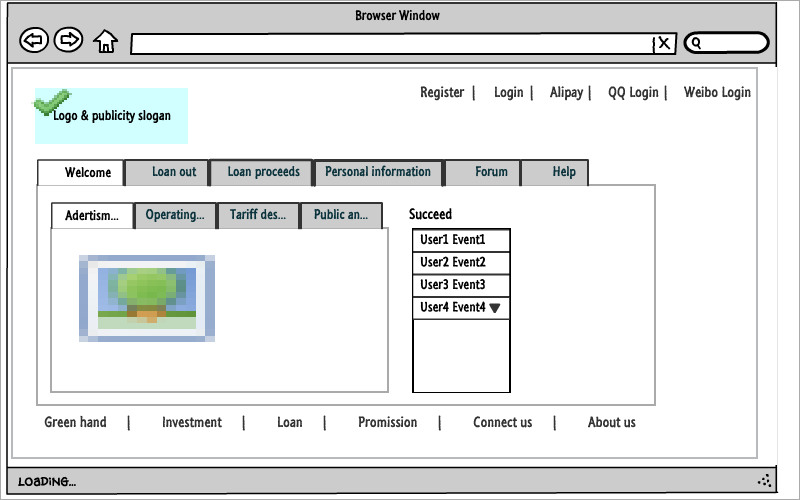 Browser Window
Register | Login | Alipay | QQ Login | Weibo Login
Logo & publicity slogan
Welcome Loan out Loan proceeds Personal information Forum Help
Adertism... Operating... Tariff des... Public an... Succeed
User1 Event1
User2 Event2
User3 Event3
User4 Event4
Green hand | Investment | Loan | Promission | Connect us | About us
LOADING...